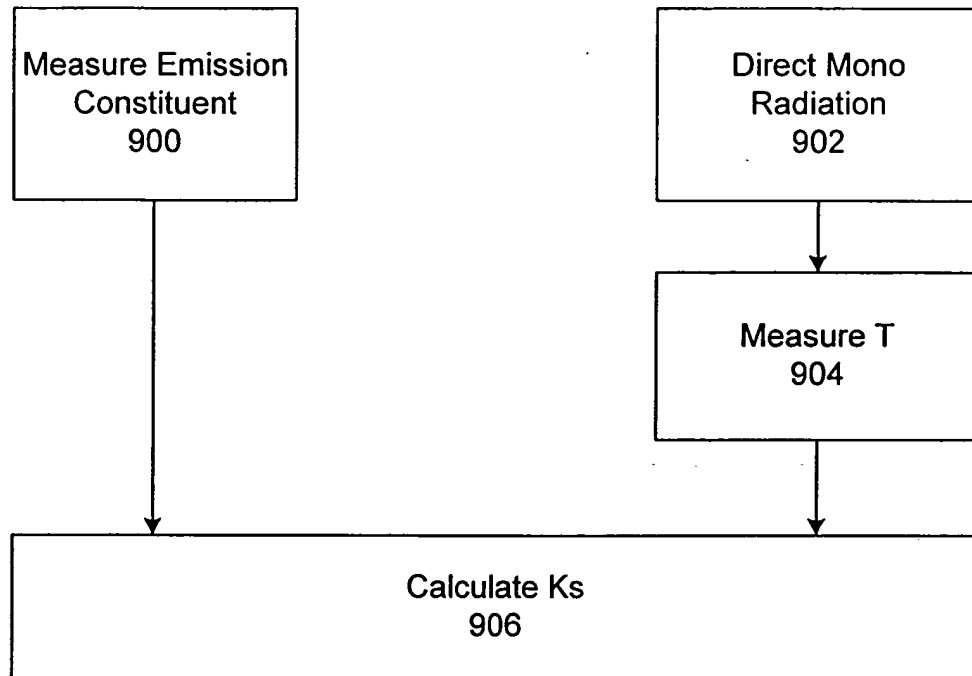 Measure Emission
Constituent
900
Direct Mono
Radiation
902
Measure T
904
Calculate Ks
906